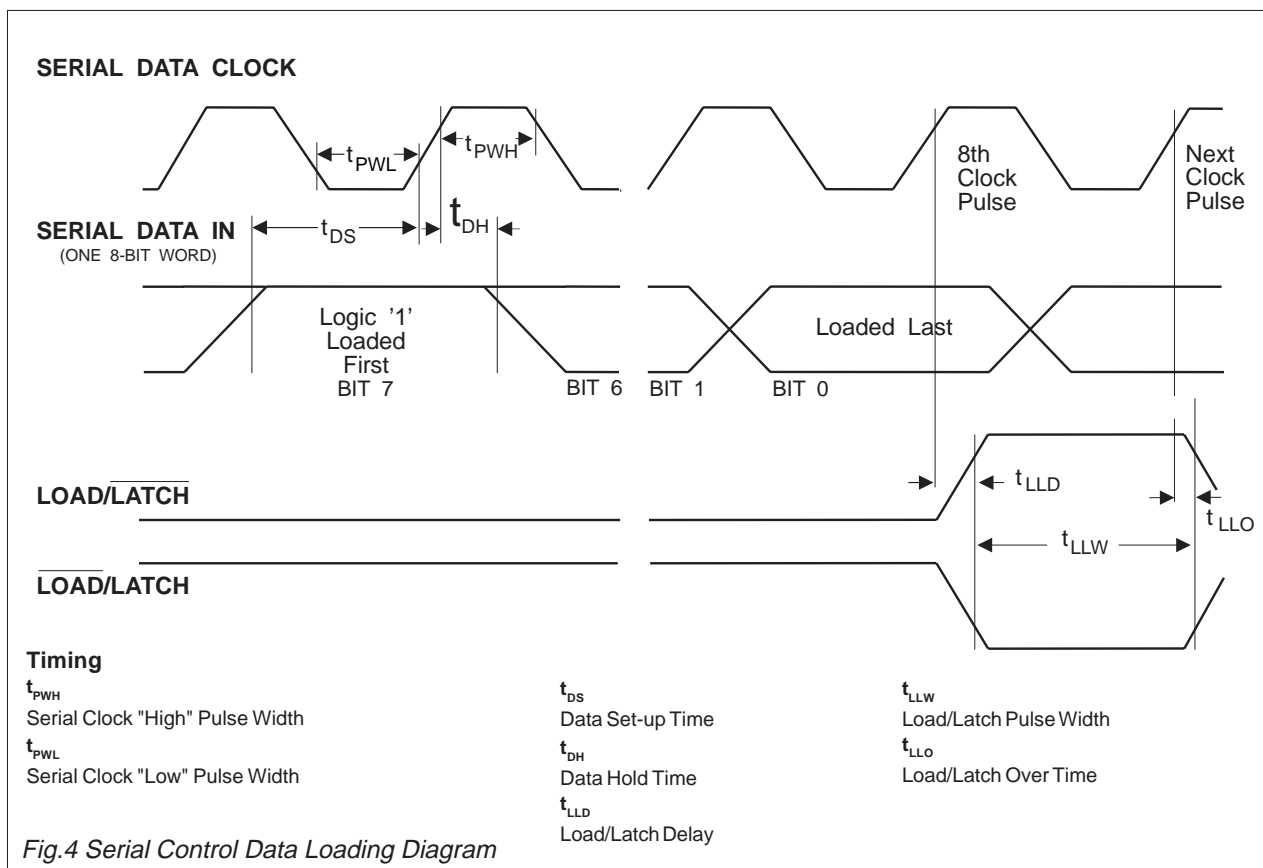 SERIAL DATA CLOCK
tPWL
tPWH
8th
Clock
Pulse
Next
Clock
Pulse
SERIAL DATA IN
(ONE 8-BIT WORD)
tDS
tDH
Logic '1'
Loaded
First
BIT 7
BIT 6
BIT 1
BIT 0
Loaded Last
LOAD/LATCH
tLLD
tLLO
tLLW
LOAD/LATCH
Timing
tPWH
Serial Clock "High" Pulse Width
tPWL
Serial Clock "Low" Pulse Width
tDS
Data Set-up Time
tDH
Data Hold Time
tLLD
Load/Latch Delay
tLLW
Load/Latch Pulse Width
tLLO
Load/Latch Over Time
Fig.4 Serial Control Data Loading Diagram